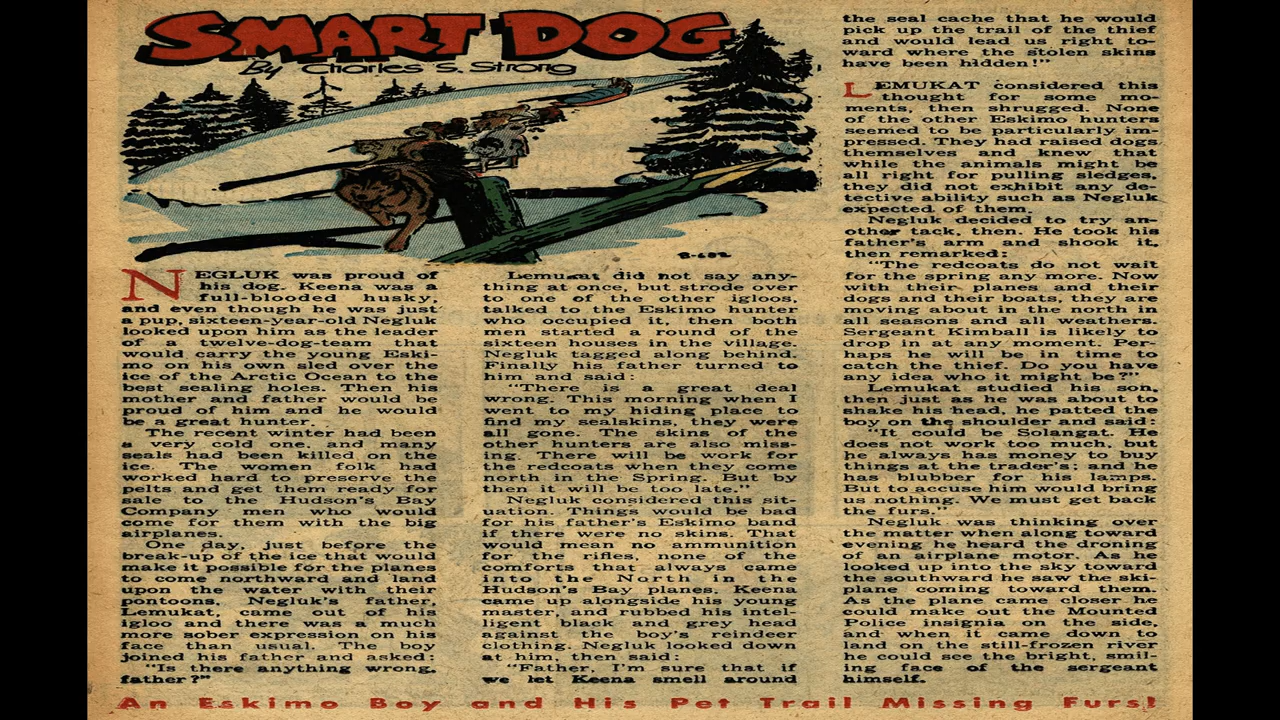 SMART DOG
By Charles S. Strong
B-682
NEGLUK was proud of
his dog. Keena was a
full-blooded husky,
and even though he was just
a pup, sixteen-year-old Negluk
looked upon him as the leader
of a twelve-dog-team that
would carry the young Eski-
mo on his own sled over the
ice of the Arctic Ocean to the
best sealing holes. Then his
mother and father would be
proud of him and he would
be a great hunter.
The recent winter had been
a very cold one, and many
seals had been killed on the
ice. The women folk had
worked hard to preserve the
pelts and get them ready for
sale to the Hudson's Bay
Company men who would
come for them with the big
airplanes.
One day, just before the
break-up of the ice that would
make it possible for the planes
to come northward and land
upon the water with their
pontoons, Negluk's father,
Lemukat, came out of his
igloo and there was a much
more sober expression on his
face than usual. The boy
joined his father and asked:
"Is there anything wrong,
father?"
Lemukat did not say any-
thing at once, but strode over
to one of the other igloos,
talked to the Eskimo hunter
who occupied it, then both
men started a round of the
sixteen houses in the village.
Negluk tagged along behind.
Finally his father turned to
him and said:
"There is a great deal
wrong. This morning when I
went to my hiding place to
find my sealskins, they were
all gone. The skins of the
other hunters are also miss-
ing. There will be work for
the redcoats when they come
north in the Spring. But by
then it will be too late."
Negluk considered this sit-
uation. Things would be bad
for his father's Eskimo band
if there were no skins. That
would mean no ammunition
for the rifles, none of the
comforts that always came
into the North in the
Hudson's Bay planes. Keena
came up alongside his young
master, and rubbed his intel-
ligent black and grey head
against the boy's reindeer
clothing. Negluk looked down
at him, then said:
"Father, I'm sure that if
we let Keena smell around
the seal cache that he would
pick up the trail of the thief
and would lead us right to-
ward where the stolen skins
have been hidden!"
LEMUKAT considered this
thought for some mo-
ments, then shrugged. None
of the other Eskimo hunters
seemed to be particularly im-
pressed. They had raised dogs
themselves and knew that
while the animals might be
all right for pulling sledges,
they did not exhibit any de-
tective ability such as Negluk
expected of them.
Negluk decided to try an-
other tack, then. He took his
father's arm and shook it,
then remarked:
"The redcoats do not wait
for the spring any more. Now
with their planes and their
dogs and their boats, they are
moving about in the north in
all seasons and all weathers.
Sergeant Kimball is likely to
drop in at any moment. Per-
haps he will be in time to
catch the thief. Do you have
any idea who it might be?"
Lemukat studied his son,
then just as he was about to
shake his head, he patted the
boy on the shoulder and said:
"It could be Solangat. He
does not work too much, but
he always has money to buy
things at the trader's; and he
has blubber for his lamps.
But to accuse him would bring
us nothing. We must get back
the furs."
Negluk was thinking over
the matter when along toward
evening he heard the droning
of an airplane motor. As he
looked up into the sky toward
the southward he saw the ski-
plane coming toward them.
As the plane came closer he
could make out the Mounted
Police insignia on the side,
and when it came down to
land on the still-frozen river
he could see the bright, smil-
ing face of the sergeant
himself.
An Eskimo Boy and His Pet Trail Missing Furs!